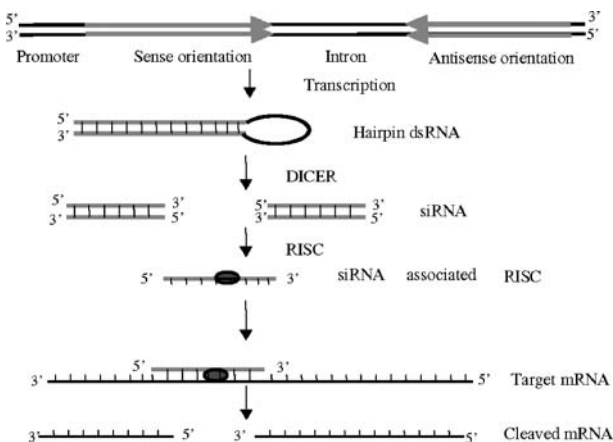 5’ 3’
3’ 5’
Promoter Sense orientation Intron Antisense orientation
Transcription
5’
3’
Hairpin dsRNA
DICER
5’ 3’ 5’ 3’
3’ 5’ 3’ 5’
siRNA
RISC
5’ 3’ siRNA associated RISC
5’ 3’
3’ 5’
Target mRNA
3’ 5’ 3’ 5’
Cleaved mRNA